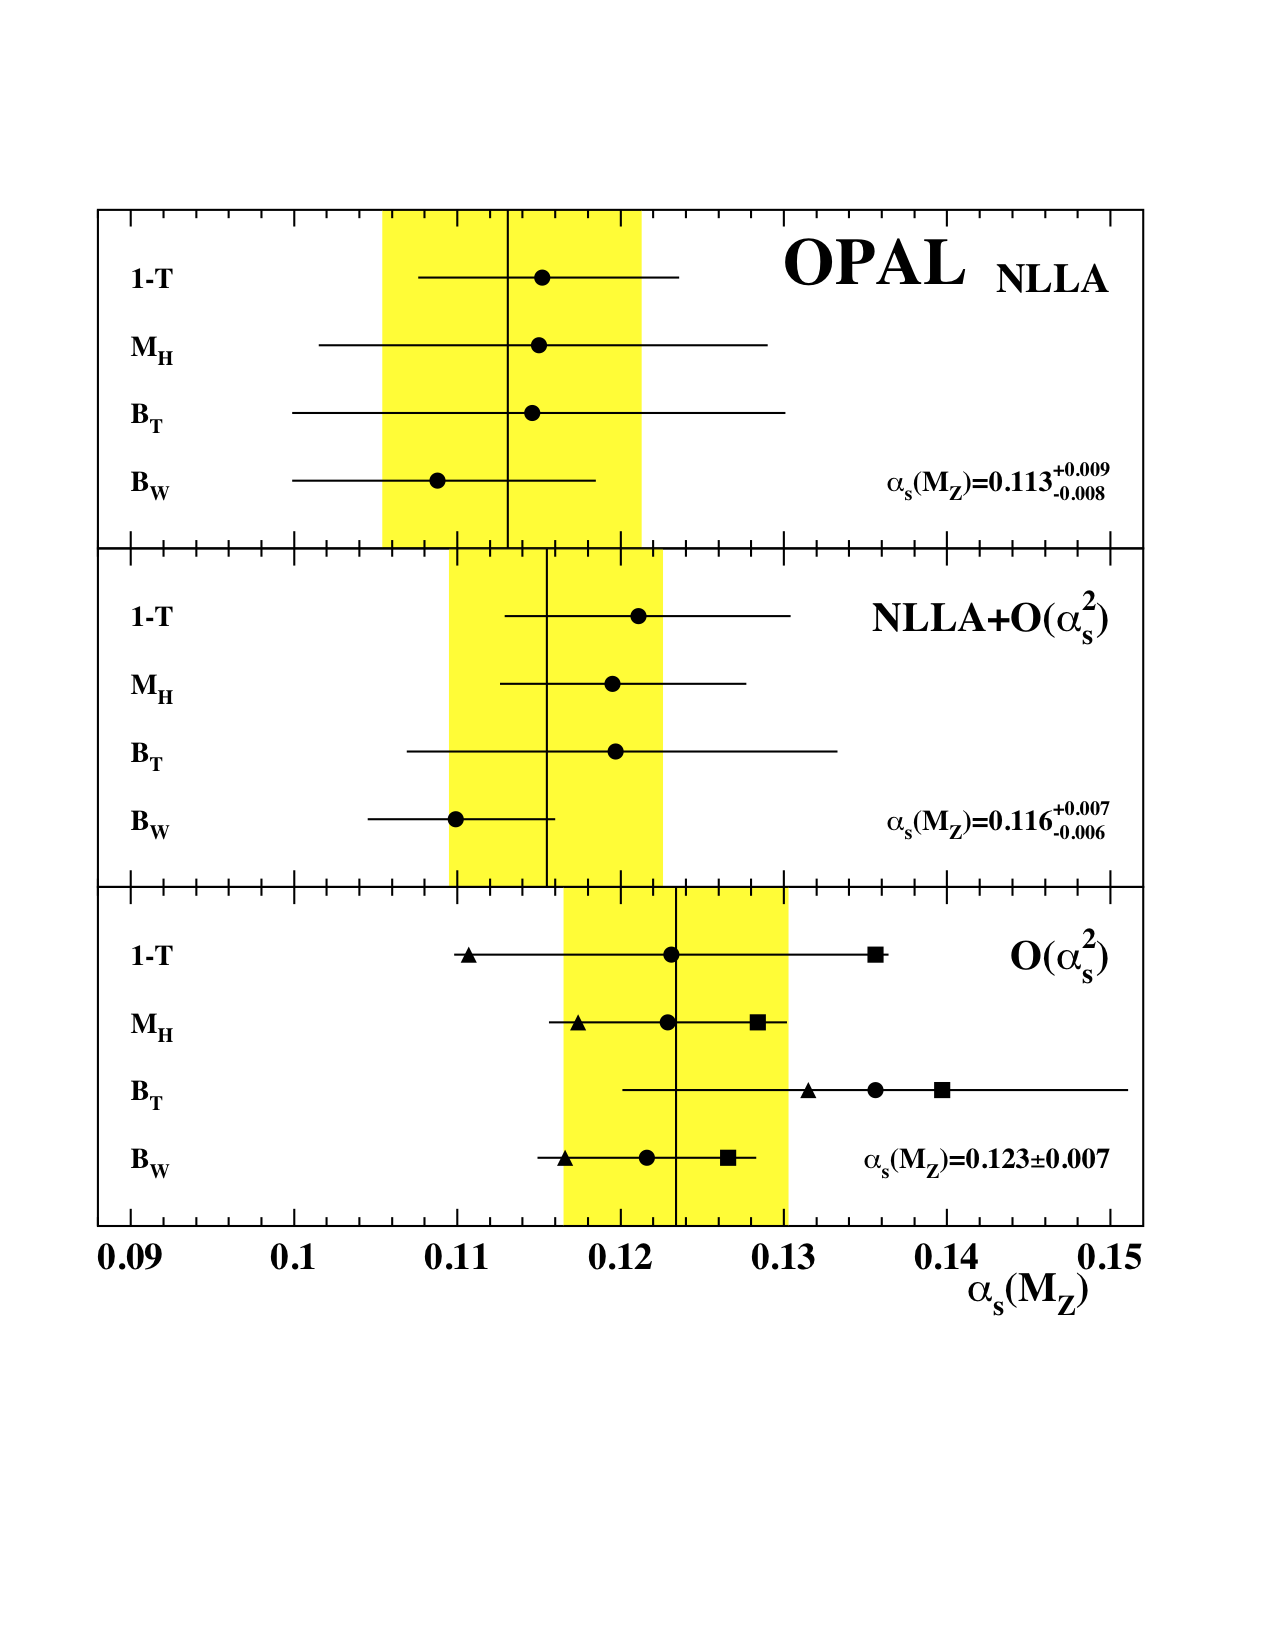 OPAL NLLA
1-T
M_H
B_T
B_W α_s(M_Z)=0.113^{+0.009}_{-0.008}
1-T NLLA+O(α_s^2)
M_H
B_T
B_W α_s(M_Z)=0.116^{+0.007}_{-0.006}
1-T O(α_s^2)
M_H
B_T
B_W α_s(M_Z)=0.123±0.007
0.09 0.1 0.11 0.12 0.13 0.14 0.15
α_s(M_Z)